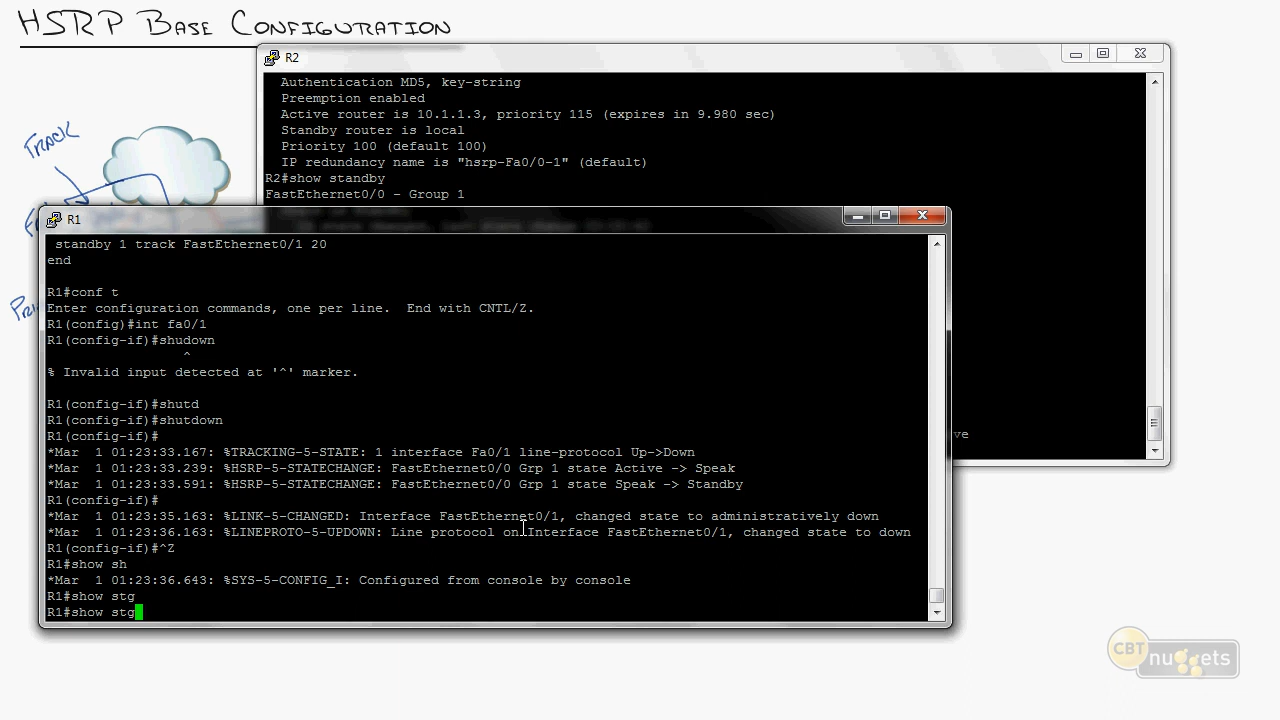 HSRP BASE CONFIGURATION
R2
Authentication MD5, key-string
Preemption enabled
Active router is 10.1.1.3, priority 115 (expires in 9.980 sec)
Standby router is local
Priority 100 (default 100)
IP redundancy name is "hsrp-Fa0/0-1" (default)
R2#show standby
FastEthernet0/0 - Group 1
ve
TRACK
R1
standby 1 track FastEthernet0/1 20
end
R1#conf t
Enter configuration commands, one per line.  End with CNTL/Z.
R1(config)#int fa0/1
R1(config-if)#shudown
^
% Invalid input detected at '^' marker.
R1(config-if)#shutd
R1(config-if)#shutdown
R1(config-if)#
*Mar  1 01:23:33.167: %TRACKING-5-STATE: 1 interface Fa0/1 line-protocol Up->Down
*Mar  1 01:23:33.239: %HSRP-5-STATECHANGE: FastEthernet0/0 Grp 1 state Active -> Speak
*Mar  1 01:23:33.591: %HSRP-5-STATECHANGE: FastEthernet0/0 Grp 1 state Speak -> Standby
R1(config-if)#
*Mar  1 01:23:35.163: %LINK-5-CHANGED: Interface FastEthernet0/1, changed state to administratively down
*Mar  1 01:23:36.163: %LINEPROTO-5-UPDOWN: Line protocol on Interface FastEthernet0/1, changed state to down
R1(config-if)#^Z
R1#show sh
*Mar  1 01:23:36.643: %SYS-5-CONFIG_I: Configured from console by console
R1#show stg
R1#show stg
CBT nuggets